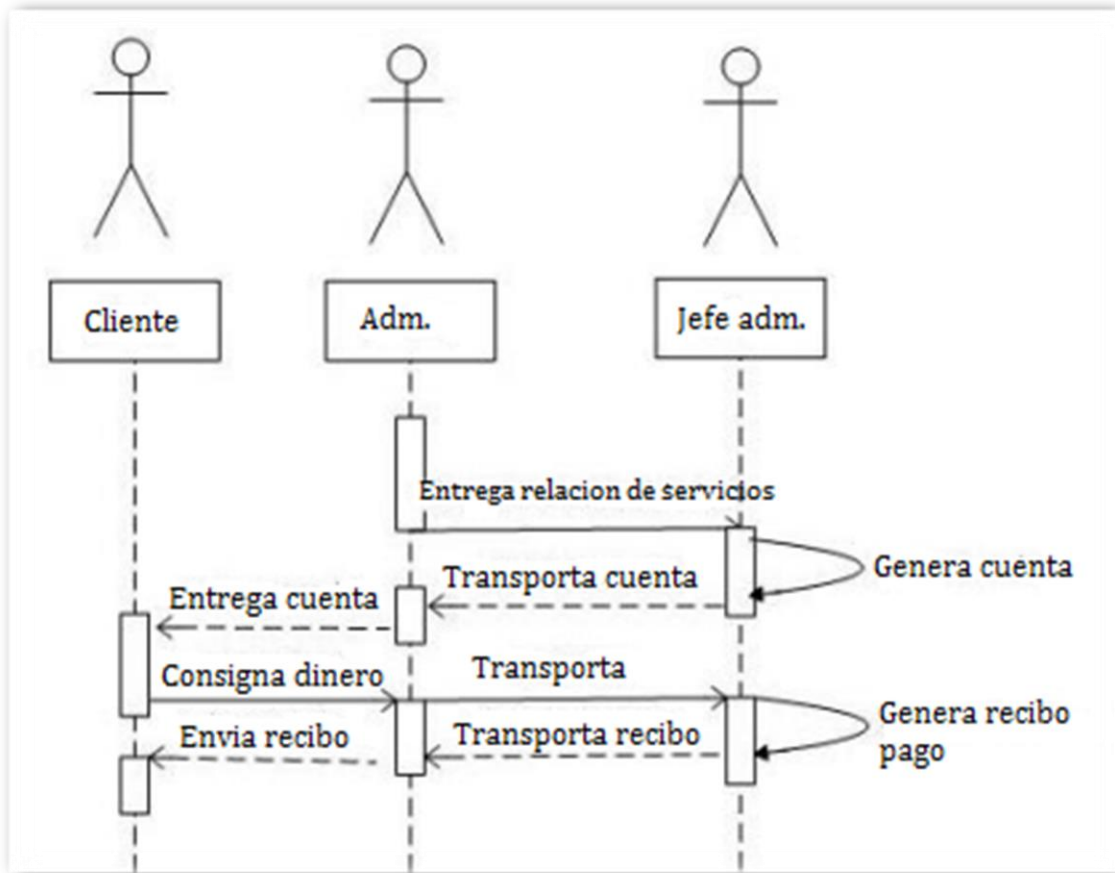 Cliente
Adm.
Jefe adm.
Entrega relacion de servicios
Genera cuenta
Transporta cuenta
Entrega cuenta
Consigna dinero
Transporta
Genera recibo
pago
Envia recibo
Transporta recibo